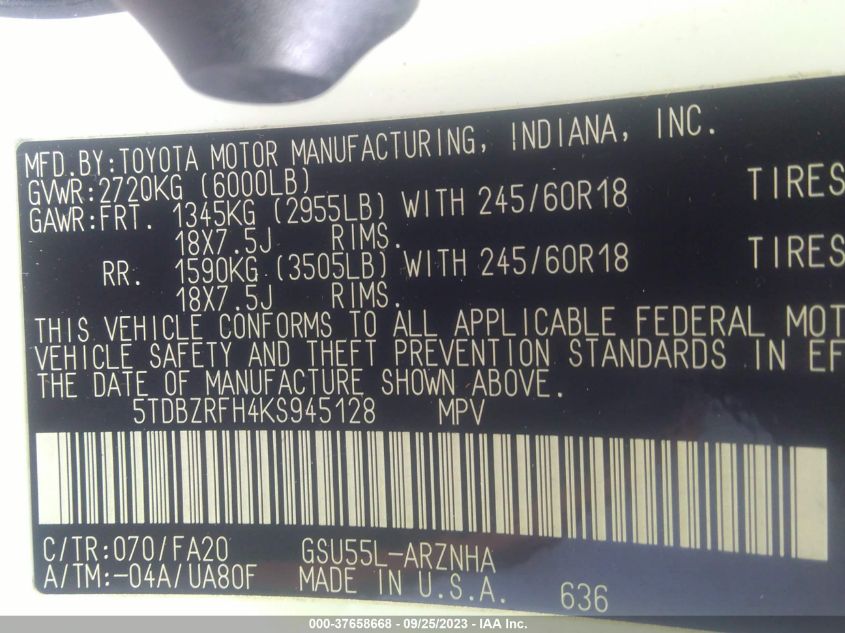 MFD.BY:TOYOTA MOTOR MANUFACTURING, INDIANA, INC.
GVWR:2720KG (6000LB)
GAWR:FRT. 1345KG (2955LB) WITH 245/60R18 TIRES
18X7.5J RIMS.
RR. 1590KG (3505LB) WITH 245/60R18 TIRES
18X7.5J RIMS.
THIS VEHICLE CONFORMS TO ALL APPLICABLE FEDERAL MOT
VEHICLE SAFETY AND THEFT PREVENTION STANDARDS IN EF
THE DATE OF MANUFACTURE SHOWN ABOVE.
5TDBZRFH4KS945128 MPV
C/TR:070/FA20 GSU55L-ARZNHA
A/TM:-04A/UA80F MADE IN U.S.A. 636
000-37658668 - 09/25/2023 - IAA Inc.